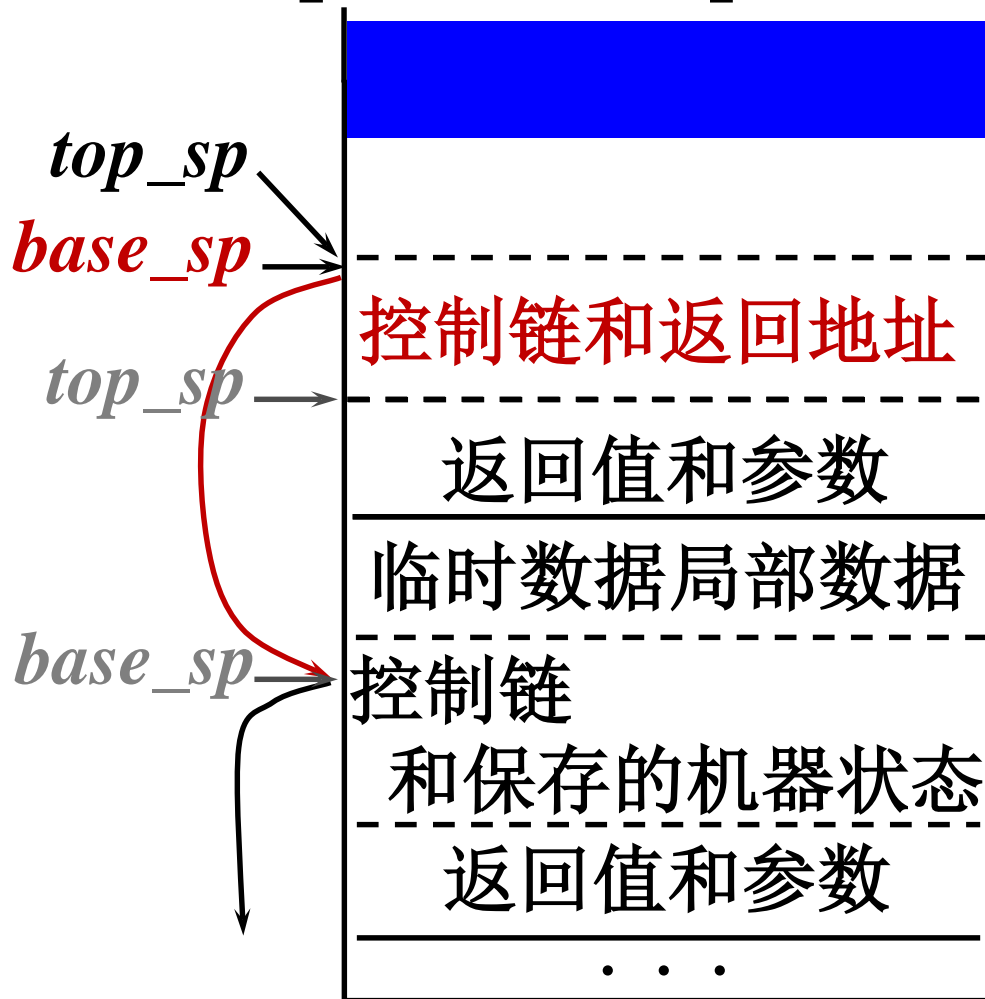 top_sp
base_sp
控制链和返回地址
top_sp
返回值和参数
临时数据局部数据
base_sp
控制链
和保存的机器状态
返回值和参数
. . .